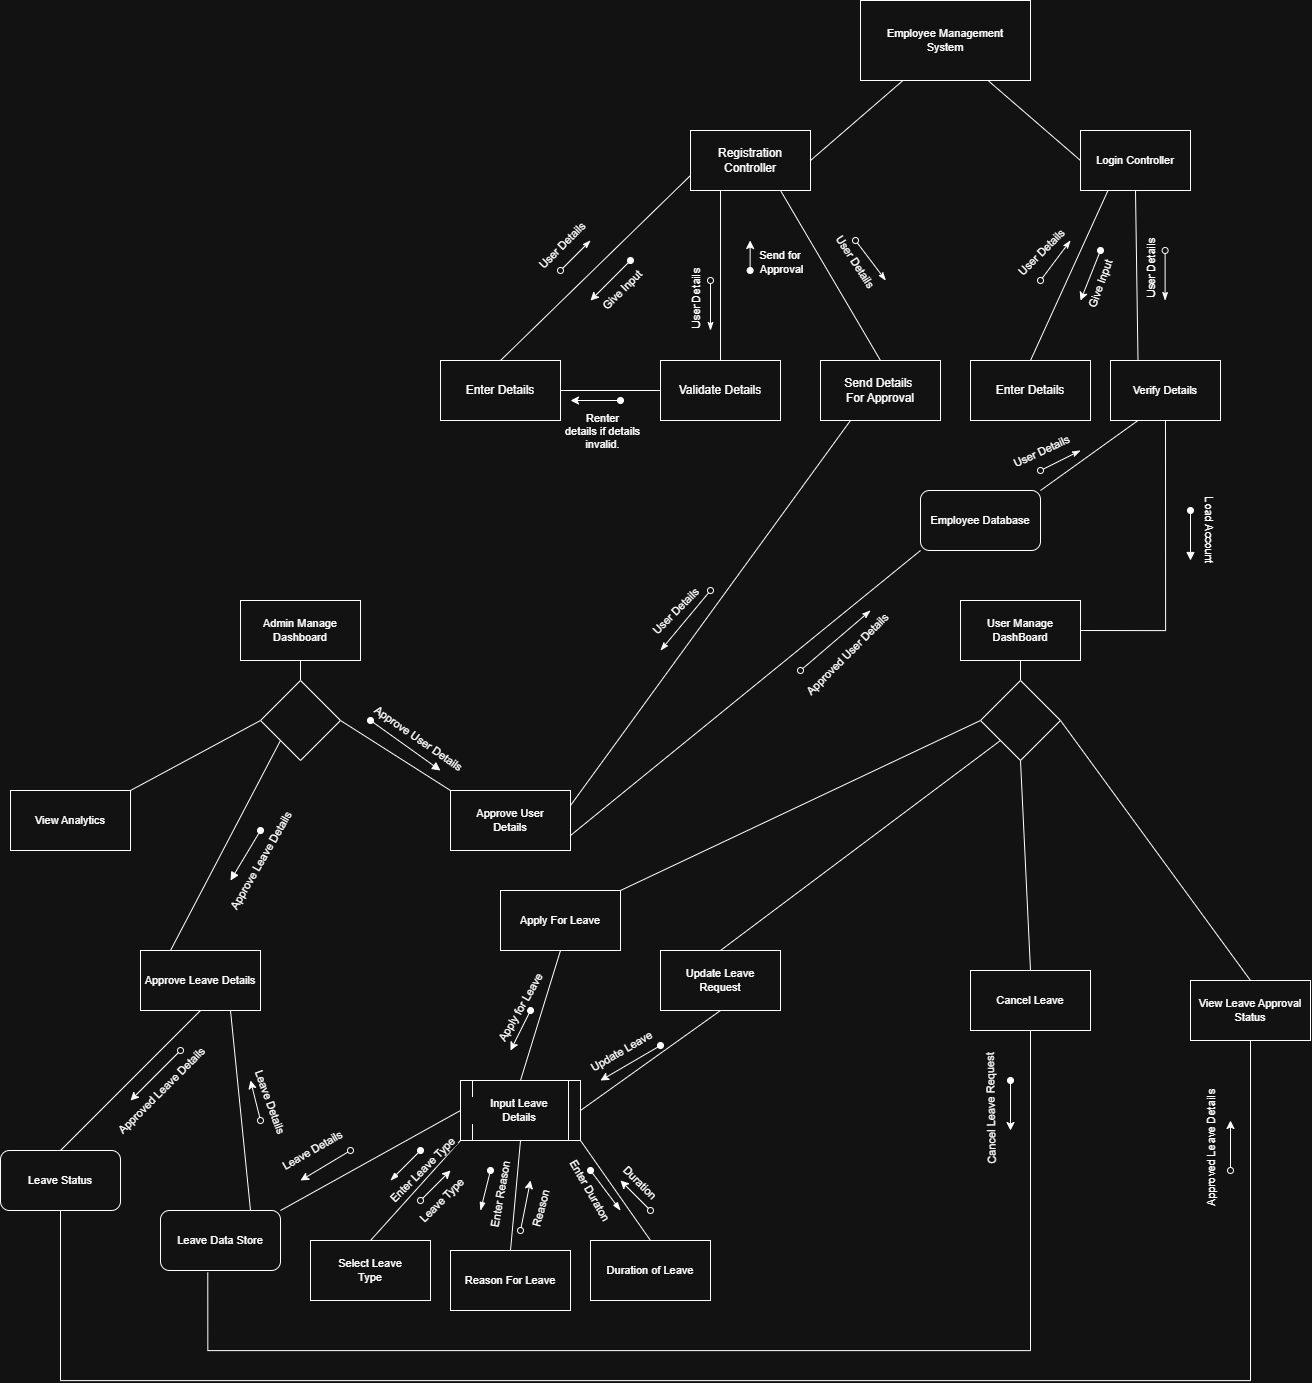 Employee Management
System
Registration
Controller
Login Controller
User Details
Give Input
User Details
Send for
Approval
User Details
User Details
Give Input
User Details
Enter Details
Validate Details
Send Details
For Approval
Enter Details
Verify Details
Renter
details if details
invalid.
User Details
Employee Database
Load Account
User Details
Approved User Details
Admin Manage
Dashboard
User Manage
DashBoard
Approve User Details
View Analytics
Approve User
Details
Approve Leave Details
Apply For Leave
Approve Leave Details
Update Leave
Request
Cancel Leave
View Leave Approval
Status
Apply for Leave
Update Leave
Approved Leave Details
Leave Details
Input Leave
Details
Cancel Leave Request
Approved Leave Details
Leave Details
Enter Leave Type
Leave Type
Enter Reason
Reason
Enter Duraton
Duration
Leave Status
Leave Data Store
Select Leave
Type
Reason For Leave
Duration of Leave